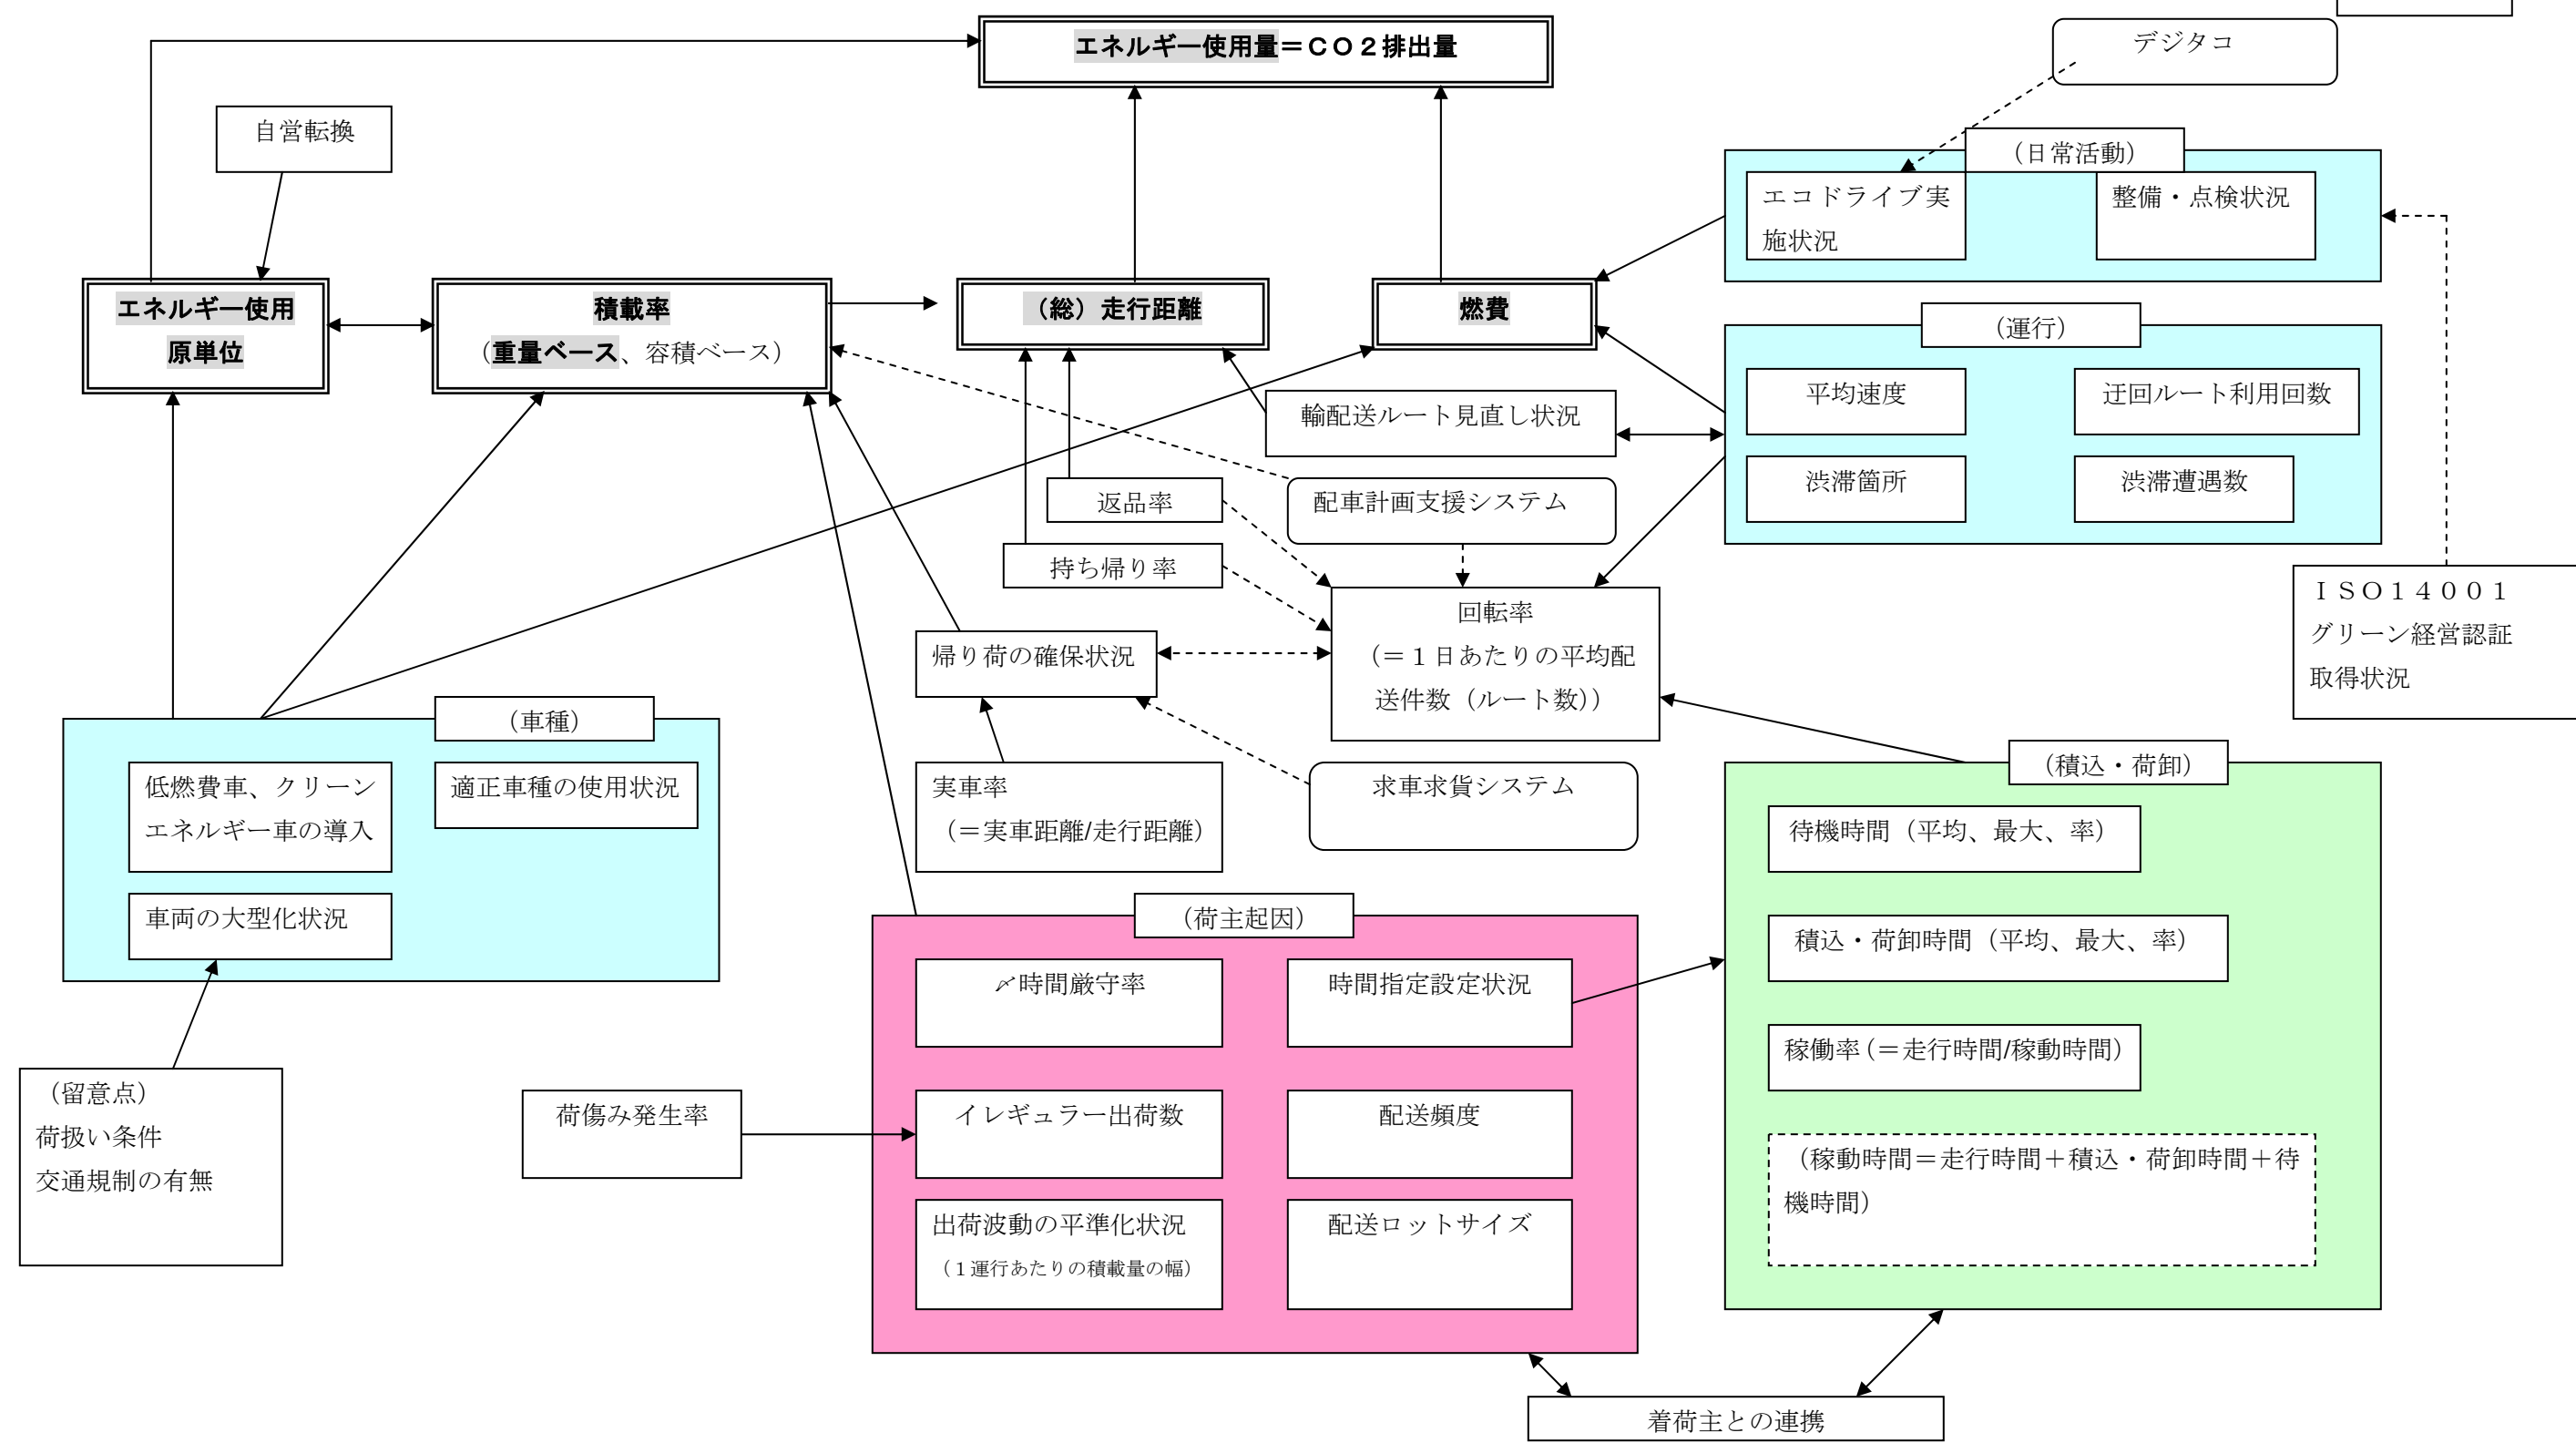 エネルギー使用量＝ＣＯ２排出量
デジタコ
自営転換
（日常活動）
エコドライブ実
施状況
整備・点検状況
エネルギー使用
原単位
積載率
（重量ベース、容積ベース）
（総）走行距離
燃費
（運行）
平均速度
迂回ルート利用回数
渋滞箇所
渋滞遭遇数
輸配送ルート見直し状況
返品率
配車計画支援システム
持ち帰り率
回転率
（＝１日あたりの平均配
送件数（ルート数））
帰り荷の確保状況
ＩＳＯ１４００１
グリーン経営認証
取得状況
（車種）
低燃費車、クリーン
エネルギー車の導入
適正車種の使用状況
車両の大型化状況
実車率
（＝実車距離/走行距離）
求車求貨システム
（積込・荷卸）
待機時間（平均、最大、率）
積込・荷卸時間（平均、最大、率）
稼働率（＝走行時間/稼動時間）
（稼動時間＝走行時間＋積込・荷卸時間＋待
機時間）
（荷主起因）
〆時間厳守率
時間指定設定状況
イレギュラー出荷数
配送頻度
出荷波動の平準化状況
（１運行あたりの積載量の幅）
配送ロットサイズ
荷傷み発生率
（留意点）
荷扱い条件
交通規制の有無
着荷主との連携